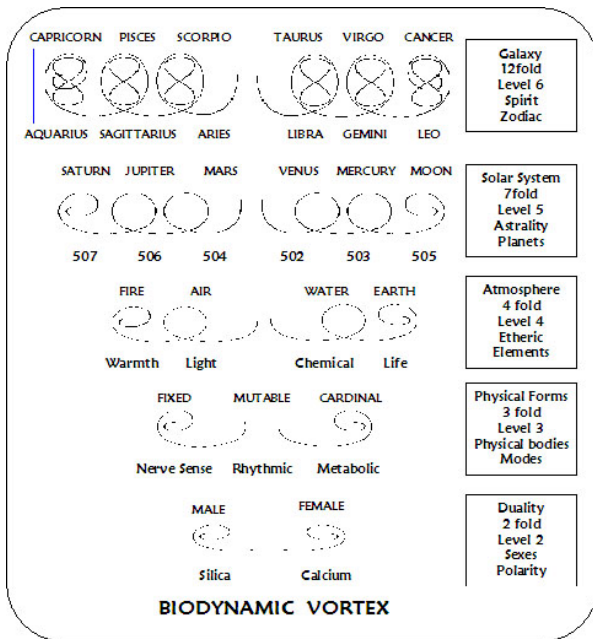 CAPRICORN PISCES SCORPIO TAURUS VIRGO CANCER
AQUARIUS SAGITTARIUS ARIES LIBRA GEMINI LEO
Galaxy
12fold
Level 6
Spirit
Zodiac
SATURN JUPITER MARS VENUS MERCURY MOON
507 506 504 502 503 505
Solar System
7fold
Level 5
Astrality
Planets
FIRE AIR WATER EARTH
Warmth Light Chemical Life
Atmosphere
4 fold
Level 4
Etheric
Elements
FIXED MUTABLE CARDINAL
Nerve Sense Rhythmic Metabolic
Physical Forms
3 fold
Level 3
Physical bodies
Modes
MALE FEMALE
Silica Calcium
Duality
2 fold
Level 2
Sexes
Polarity
BIODYNAMIC VORTEX